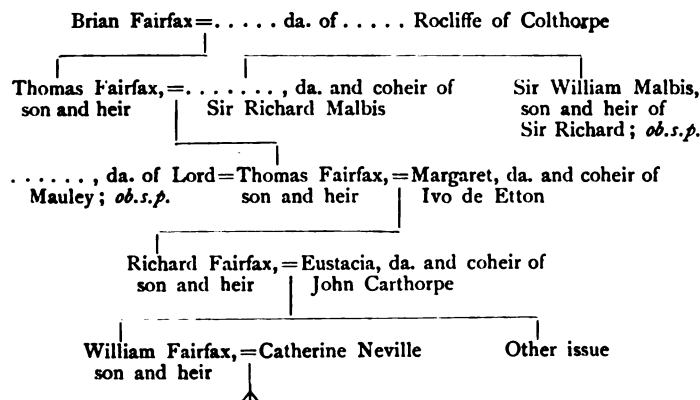 Brian Fairfax=. . . . . da. of . . . . . Rocliffe of Colthorpe
Thomas Fairfax,=. . . . . . . ., da. and coheir of
son and heir Sir Richard Malbis
Sir William Malbis,
son and heir of
Sir Richard; ob.s.p.
. . . . . . ., da. of Lord=Thomas Fairfax,=Margaret, da. and coheir of
Mauley; ob.s.p. son and heir Ivo de Etton
Richard Fairfax,=Eustacia, da. and coheir of
son and heir John Carthorpe
William Fairfax,=Catherine Neville
son and heir
Other issue